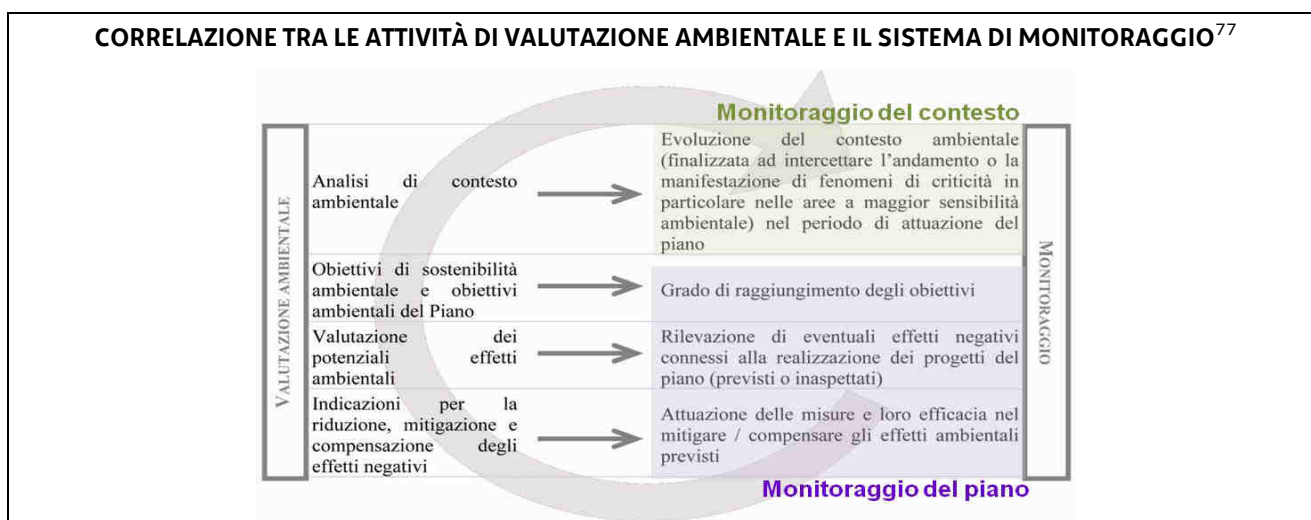 CORRELAZIONE TRA LE ATTIVITÀ DI VALUTAZIONE AMBIENTALE E IL SISTEMA DI MONITORAGGIO77
Monitoraggio del contesto
VALUTAZIONE AMBIENTALE
Analisi di contesto
ambientale
Evoluzione del contesto ambientale
(finalizzata ad intercettare l'andamento o la
manifestazione di fenomeni di criticità in
particolare nelle aree a maggior sensibilità
ambientale) nel periodo di attuazione del
piano
Obiettivi di sostenibilità
ambientale e obiettivi
ambientali del Piano
Grado di raggiungimento degli obiettivi
Valutazione dei
potenziali effetti
ambientali
Rilevazione di eventuali effetti negativi
connessi alla realizzazione dei progetti del
piano (previsti o inaspettati)
Indicazioni per la
riduzione, mitigazione e
compensazione degli
effetti negativi
Attuazione delle misure e loro efficacia nel
mitigare / compensare gli effetti ambientali
previsti
MONITORAGGIO
Monitoraggio del piano